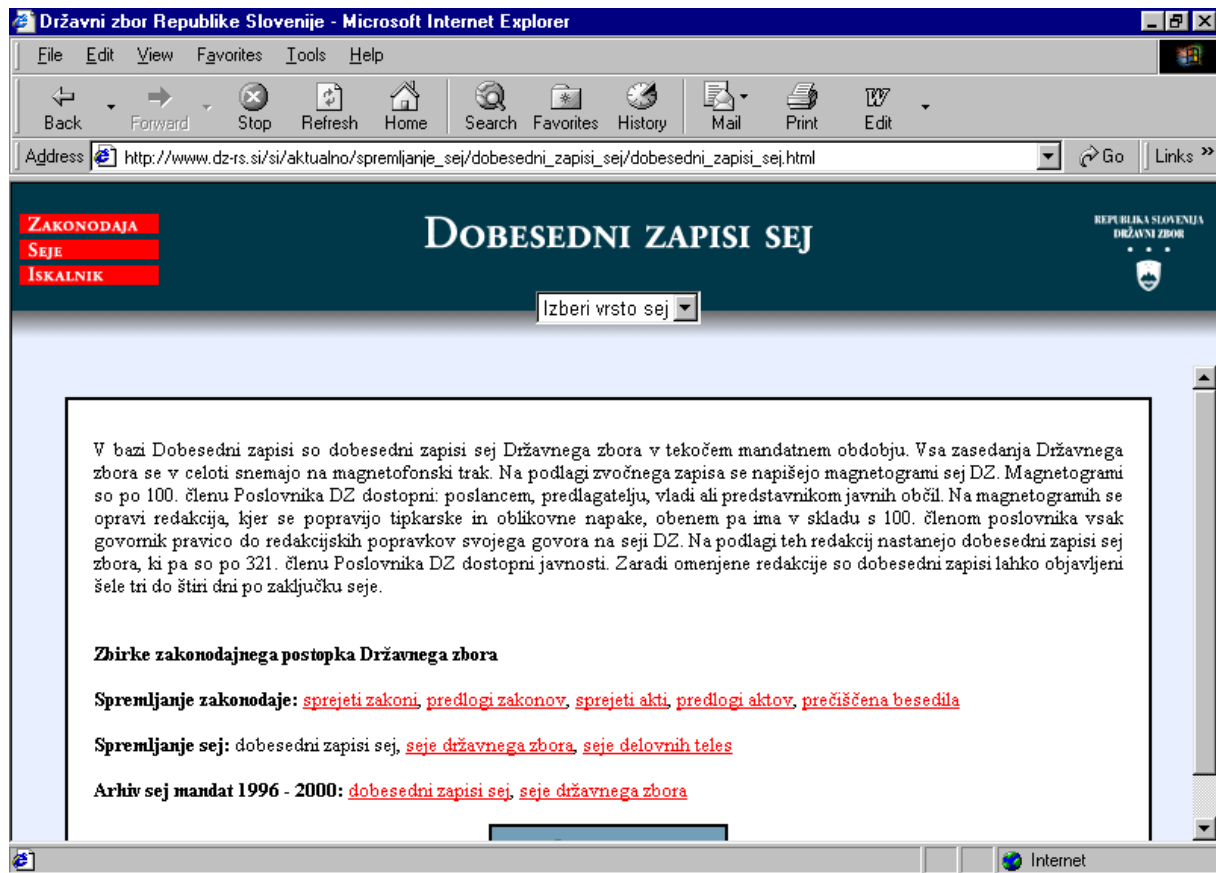 Državni zbor Republike Slovenije - Microsoft Internet Explorer
File Edit View Favorites Tools Help
Back Forward Stop Refresh Home Search Favorites History Mail Print Edit
Address http://www.dz-rs.si/si/aktualno/spremljanje_sej/dobesedni_zapisi_sej/dobesedni_zapisi_sej.html Go Links »
ZAKONODAJA
SEJE
ISKALNIK
DOBESEDNI ZAPISI SEJ
REPUBLIKA SLOVENIJA
DRŽAVNI ZBOR
Izberi vrsto sej
V bazi Dobesedni zapisi so dobesedni zapisi sej Državnega zbora v tekočem mandatnem obdobju. Vsa zasedanja Državnega
zbora se v celoti snemajo na magnetofonski trak. Na podlagi zvočnega zapisa se napišejo magnetogrami sej DZ. Magnetogrami
so po 100. členu Poslovnika DZ dostopni: poslancem, predlagatelju, vladi ali predstavnikom javnih občil. Na magnetogramih se
opravi redakcija, kjer se popravijo tipkarske in oblikovne napake, obenem pa ima v skladu s 100. členom poslovnika vsak
govornik pravico do redakcijskih popravkov svojega govora na seji DZ. Na podlagi teh redakcij nastanejo dobesedni zapisi sej
zbora, ki pa so po 321. členu Poslovnika DZ dostopni javnosti. Zaradi omenjene redakcije so dobesedni zapisi lahko objavljeni
šele tri do štiri dni po zaključku seje.
Zbirke zakonodajnega postopka Državnega zbora
Spremljanje zakonodaje: sprejeti zakoni, predlogi zakonov, sprejeti akti, predlogi aktov, prečiščena besedila
Spremljanje sej: dobesedni zapisi sej, seje državnega zbora, seje delovnih teles
Arhiv sej mandat 1996 - 2000: dobesedni zapisi sej, seje državnega zbora
Internet